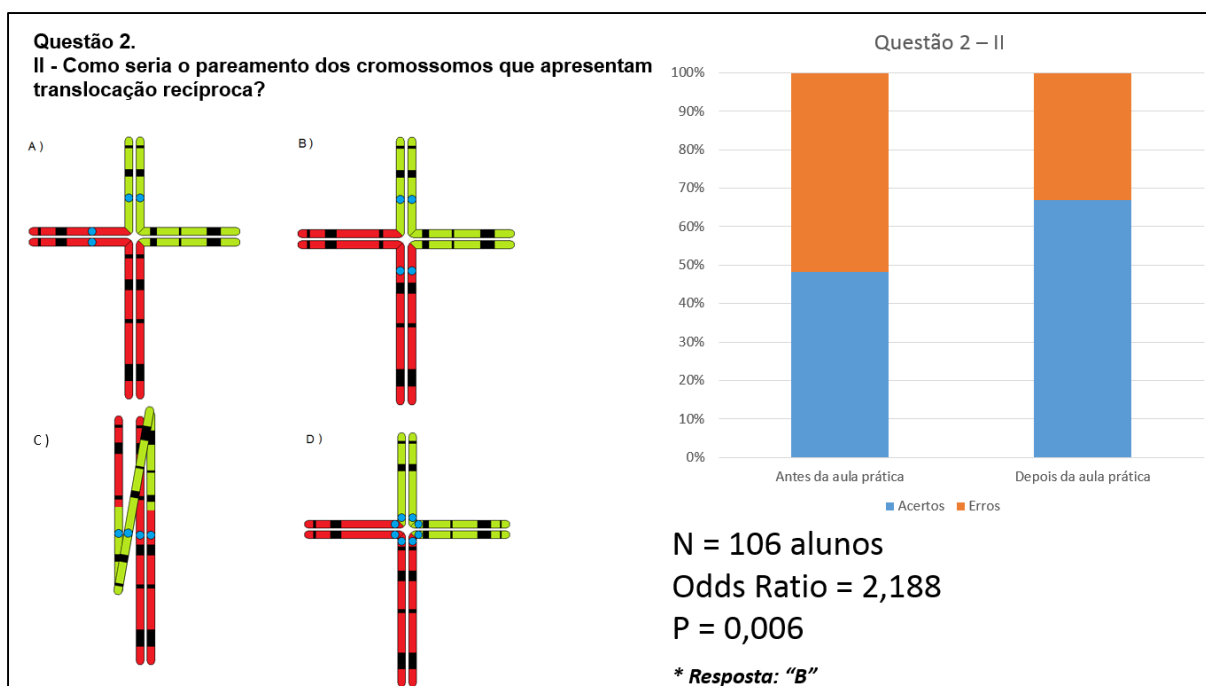 Questão 2.
II - Como seria o pareamento dos cromossomos que apresentam
translocação recíproca?
A )
B )
C )
D )
Questão 2 – II
100%
90%
80%
70%
60%
50%
40%
30%
20%
10%
0%
Antes da aula prática
Depois da aula prática
Acertos
Erros
N = 106 alunos
Odds Ratio = 2,188
P = 0,006
* Resposta: “B”